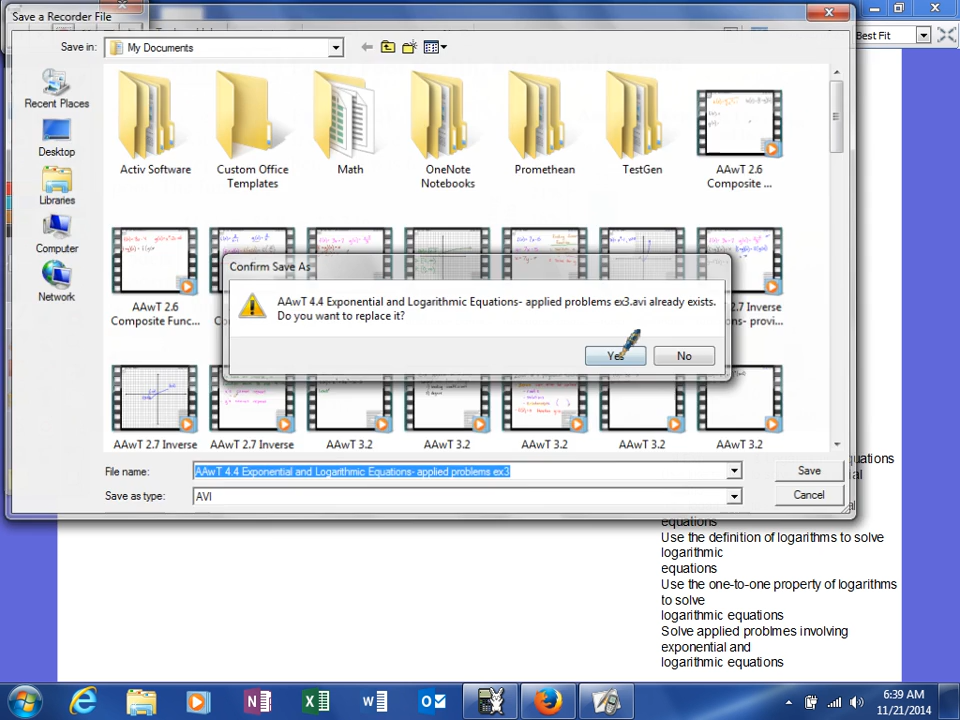 Save a Recorder File
Best Fit
Save in:
My Documents
Recent Places
Desktop
Libraries
Computer
Network
Activ Software
Custom Office
Templates
Math
OneNote
Notebooks
Promethean
TestGen
AAwT 2.6
Composite ...
AAwT 2.6
Composite Func...
AAwT 2.7 Inverse
Confirm Save As
AAwT 4.4 Exponential and Logarithmic Equations- applied problems ex3.avi already exists.
Do you want to replace it?
Yes
No
AAwT 2.7 Inverse
AAwT 2.7 Inverse
AAwT 3.2
AAwT 3.2
AAwT 3.2
AAwT 3.2
AAwT 3.2
File name:
AAwT 4.4 Exponential and Logarithmic Equations- applied problems ex3
Save
Save as type:
AVI
Cancel
equations
Use the definition of logarithms to solve
logarithmic
equations
Use the one-to-one property of logarithms
to solve
logarithmic equations
Solve applied problmes involving
exponential and
logarithmic equations
6:39 AM
11/21/2014